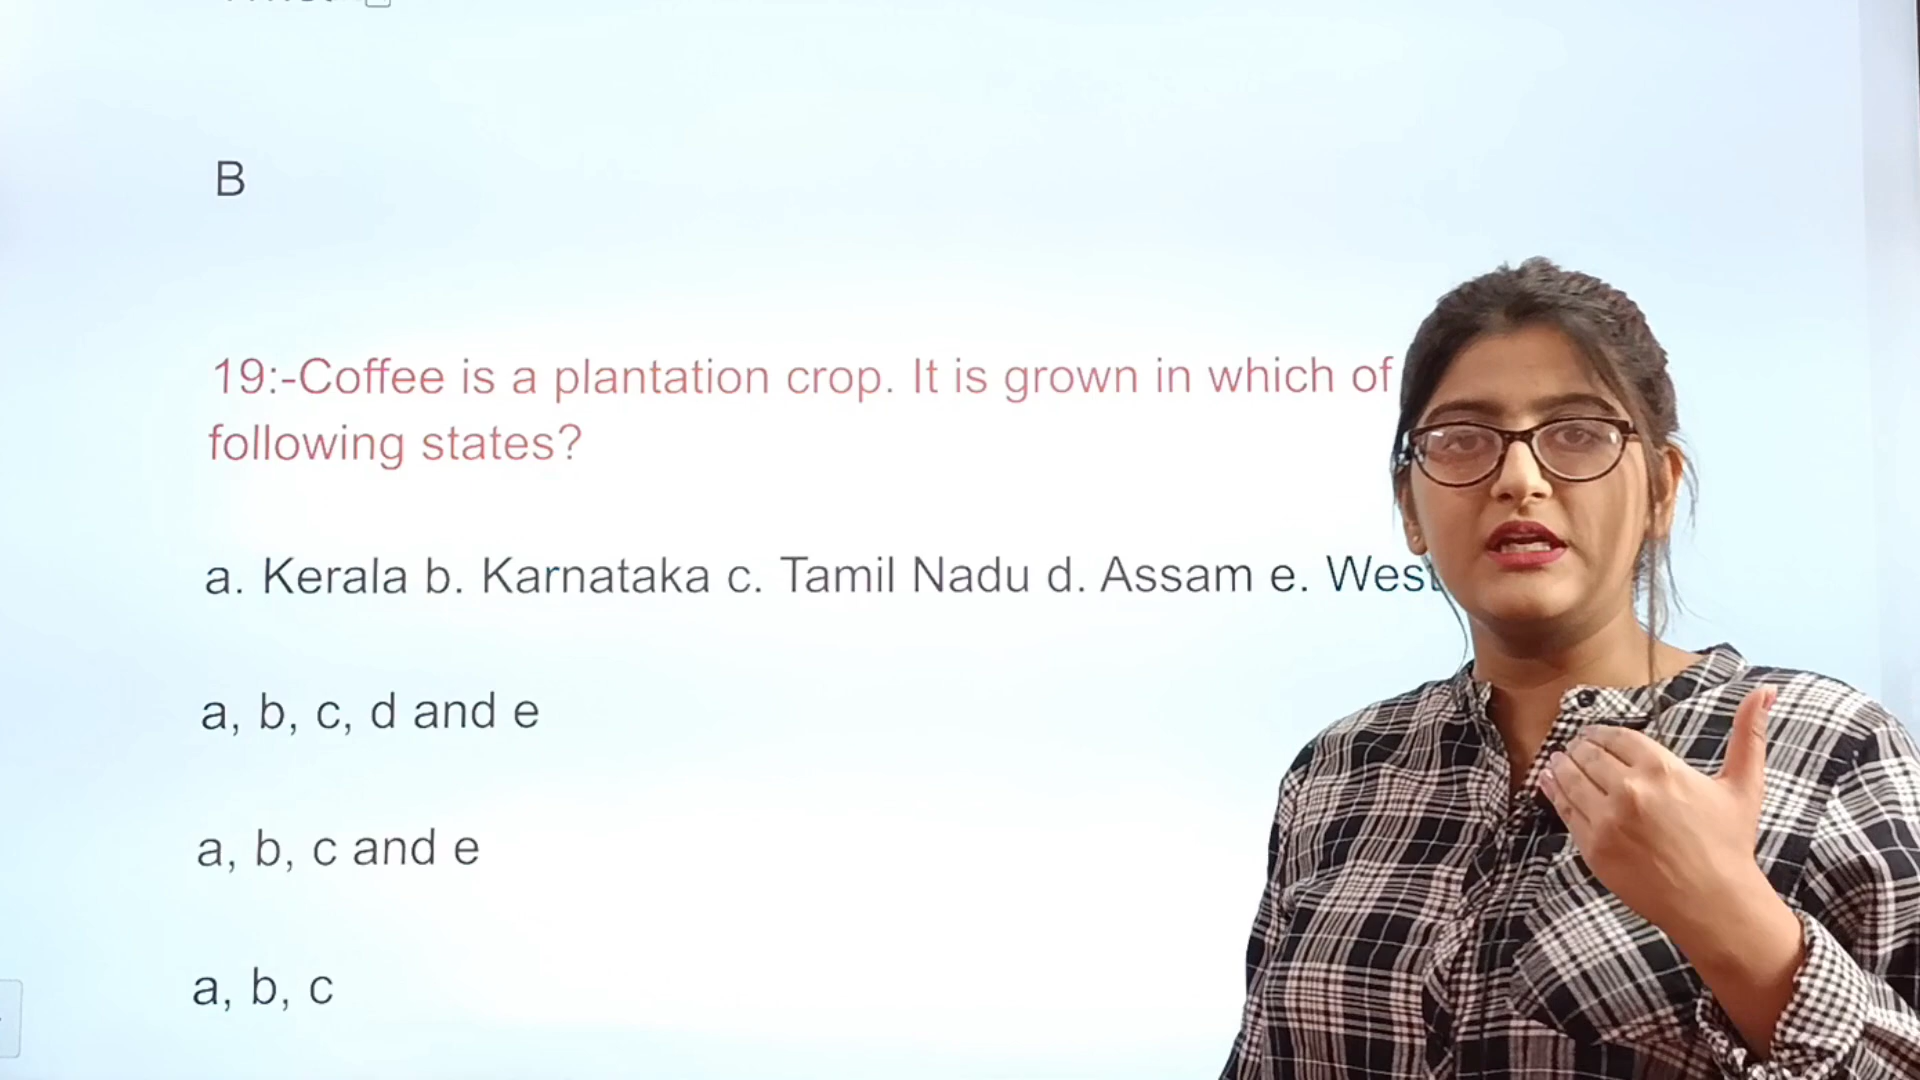 B
19:-Coffee is a plantation crop. It is grown in which of
following states?
a. Kerala b. Karnataka c. Tamil Nadu d. Assam e. West
a, b, c, d and e
a, b, c and e
a, b, c